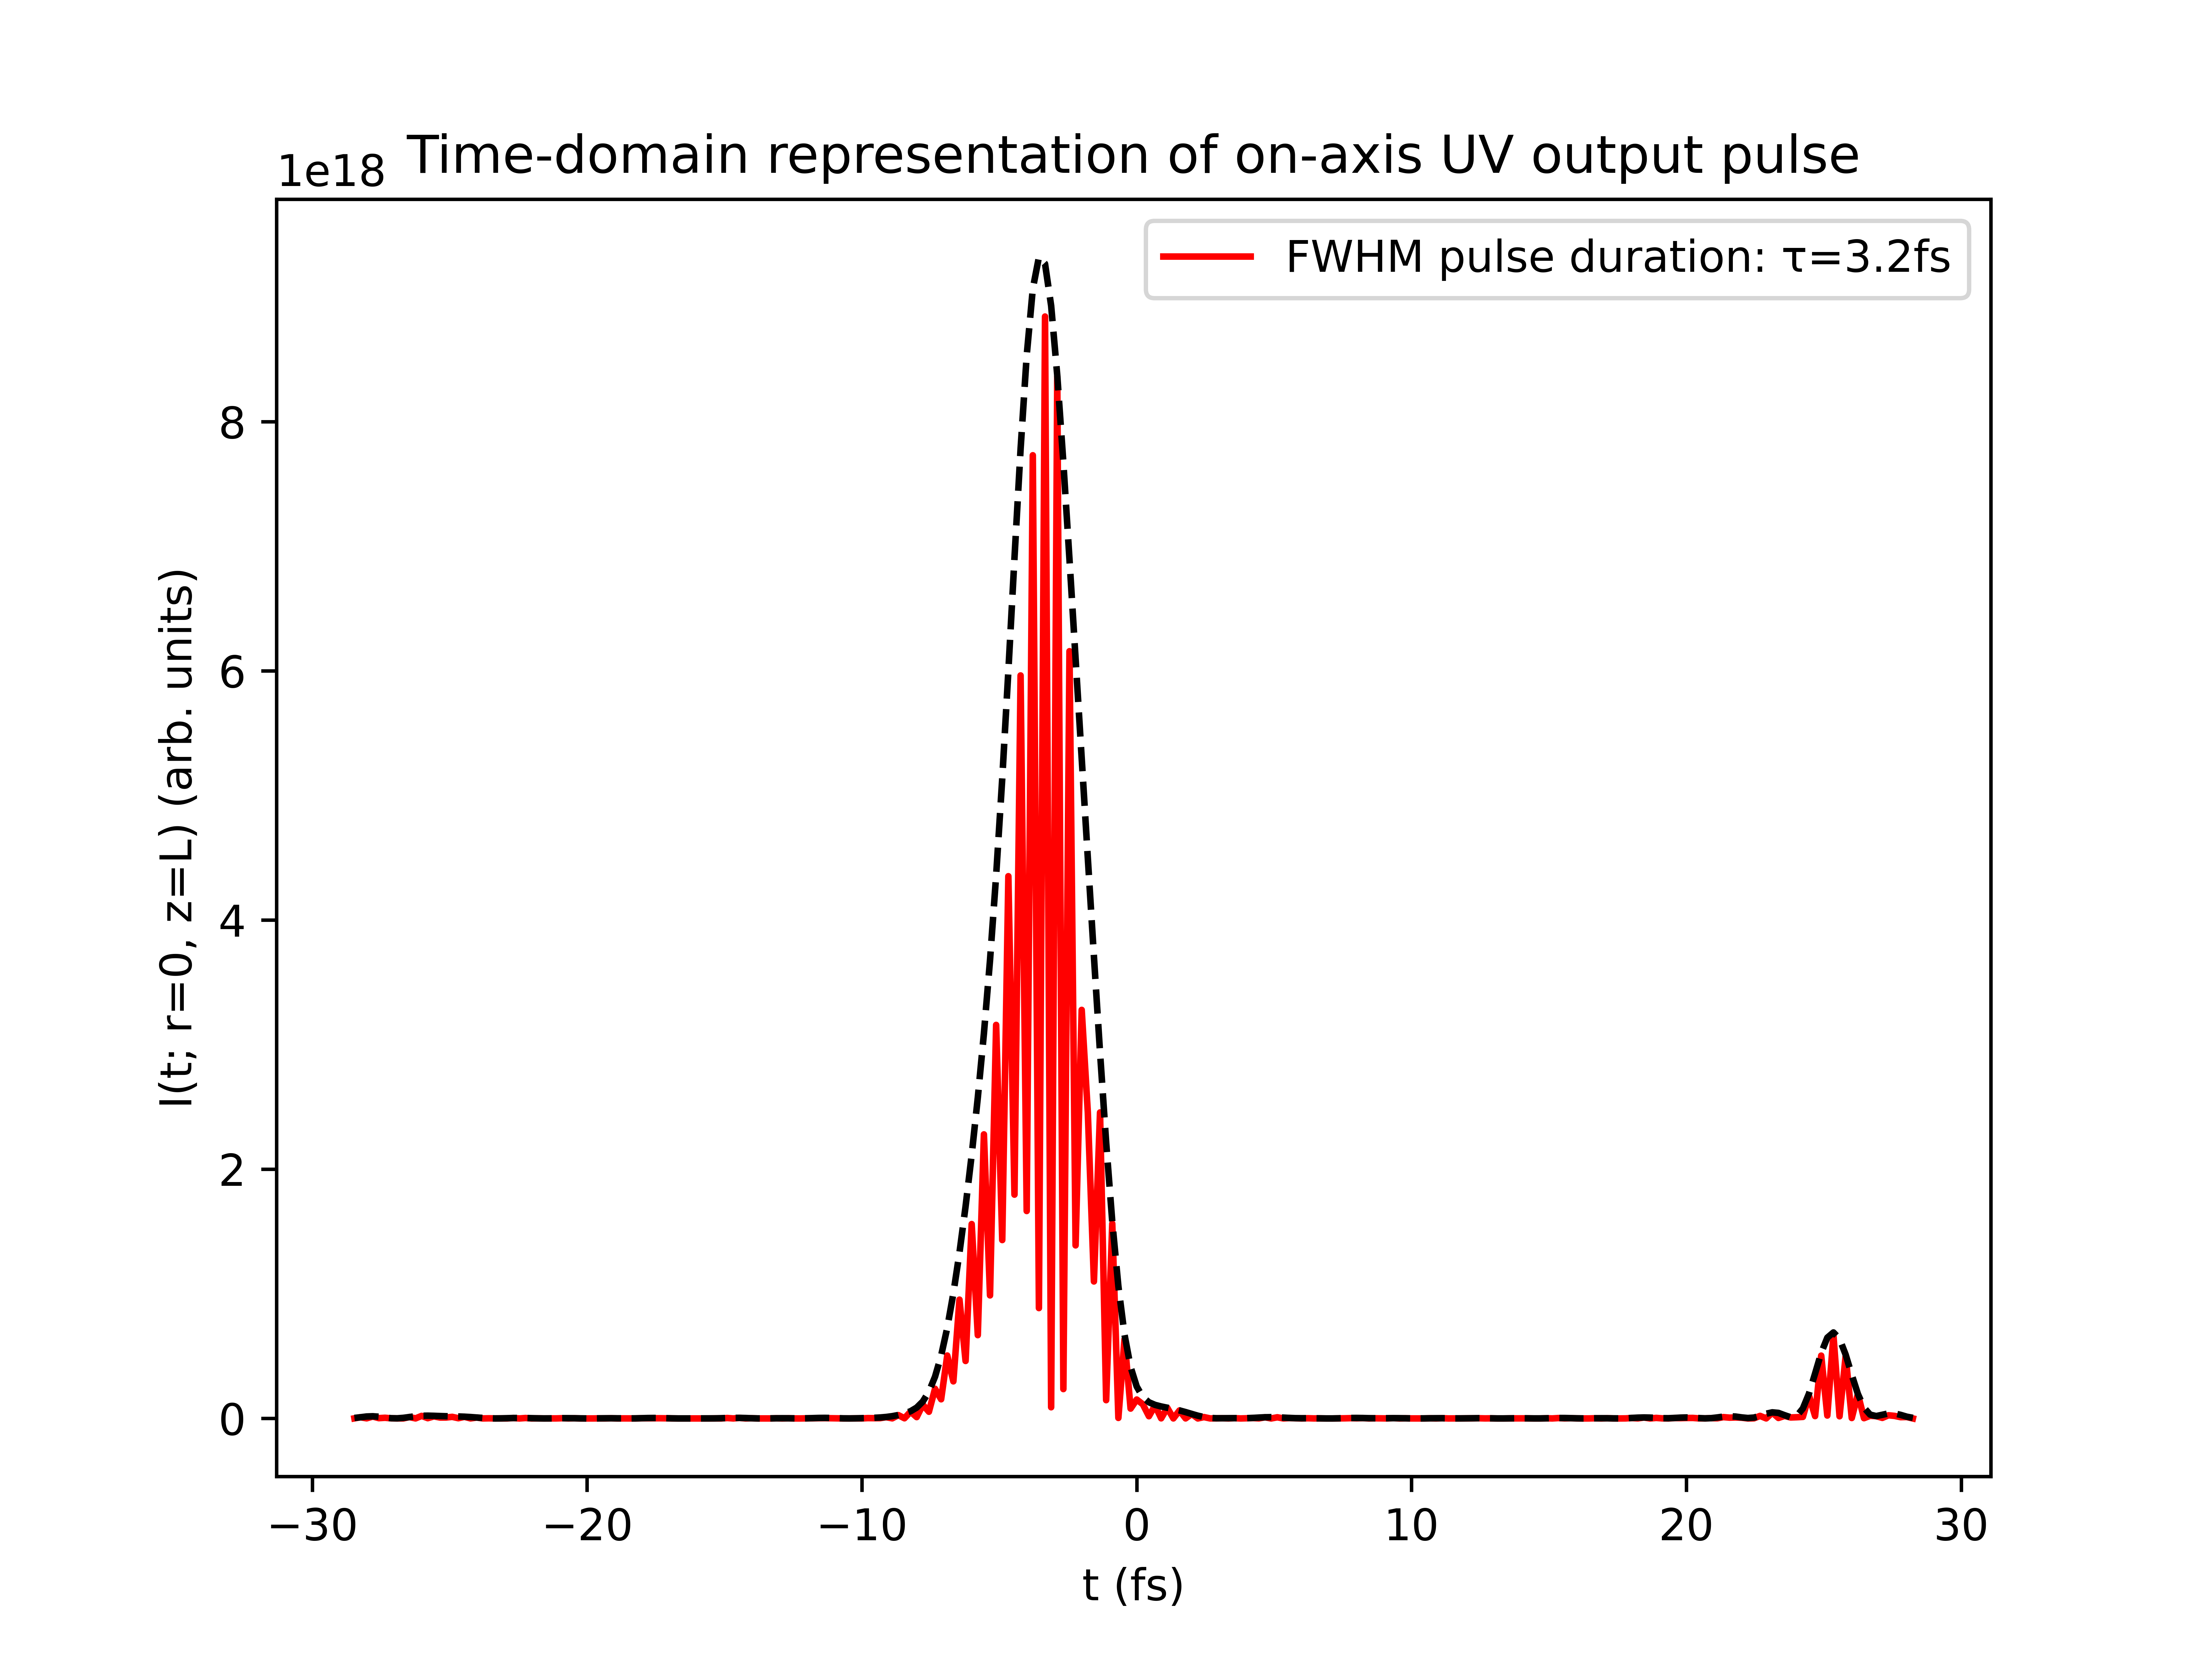 Time-domain representation of on-axis UV output pulse
1e18
FWHM pulse duration: τ=3.2fs
I(t; r=0, z=L) (arb. units)
8
6
4
2
0
−30 −20 −10 0 10 20 30
t (fs)